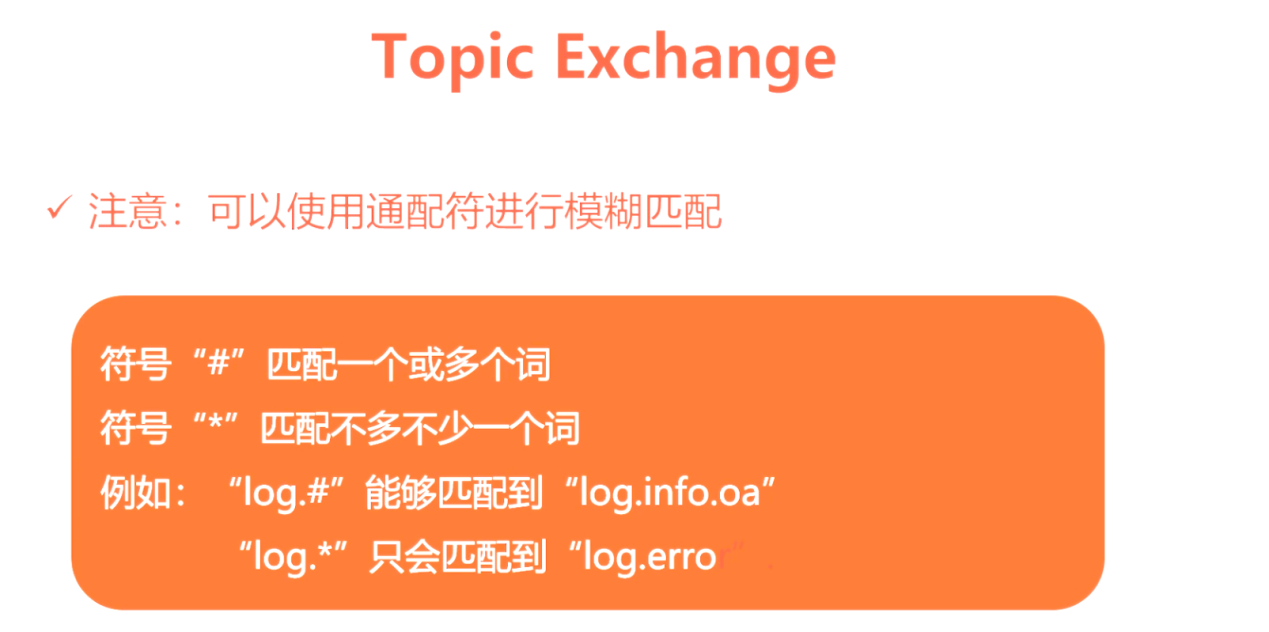 Topic Exchange
✓ 注意：可以使用通配符进行模糊匹配
符号“#”匹配一个或多个词
符号“*”匹配不多不少一个词
例如：“log.#”能够匹配到“log.info.oa”
“log.*”只会匹配到“log.error”